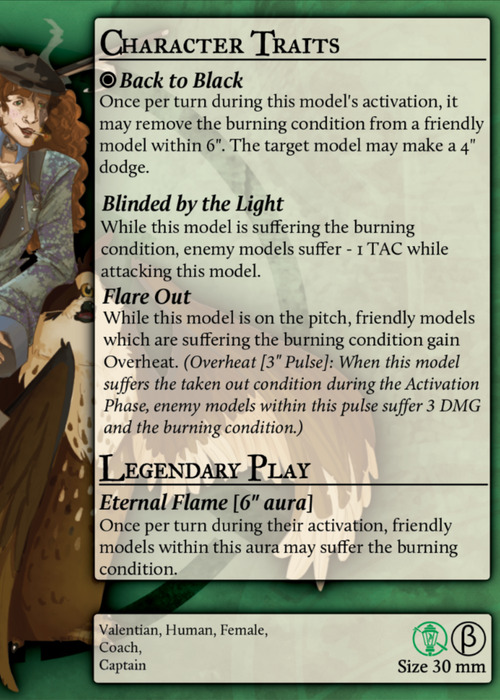 Character Traits
Back to Black
Once per turn during this model's activation, it
may remove the burning condition from a friendly
model within 6". The target model may make a 4"
dodge.
Blinded by the Light
While this model is suffering the burning
condition, enemy models suffer - 1 TAC while
attacking this model.
Flare Out
While this model is on the pitch, friendly models
which are suffering the burning condition gain
Overheat. (Overheat [3" Pulse]: When this model
suffers the taken out condition during the Activation
Phase, enemy models within this pulse suffer 3 DMG
and the burning condition.)
Legendary Play
Eternal Flame [6" aura]
Once per turn during their activation, friendly
models within this aura may suffer the burning
condition.
Valentian, Human, Female,
Coach,
Captain
β
Size 30 mm